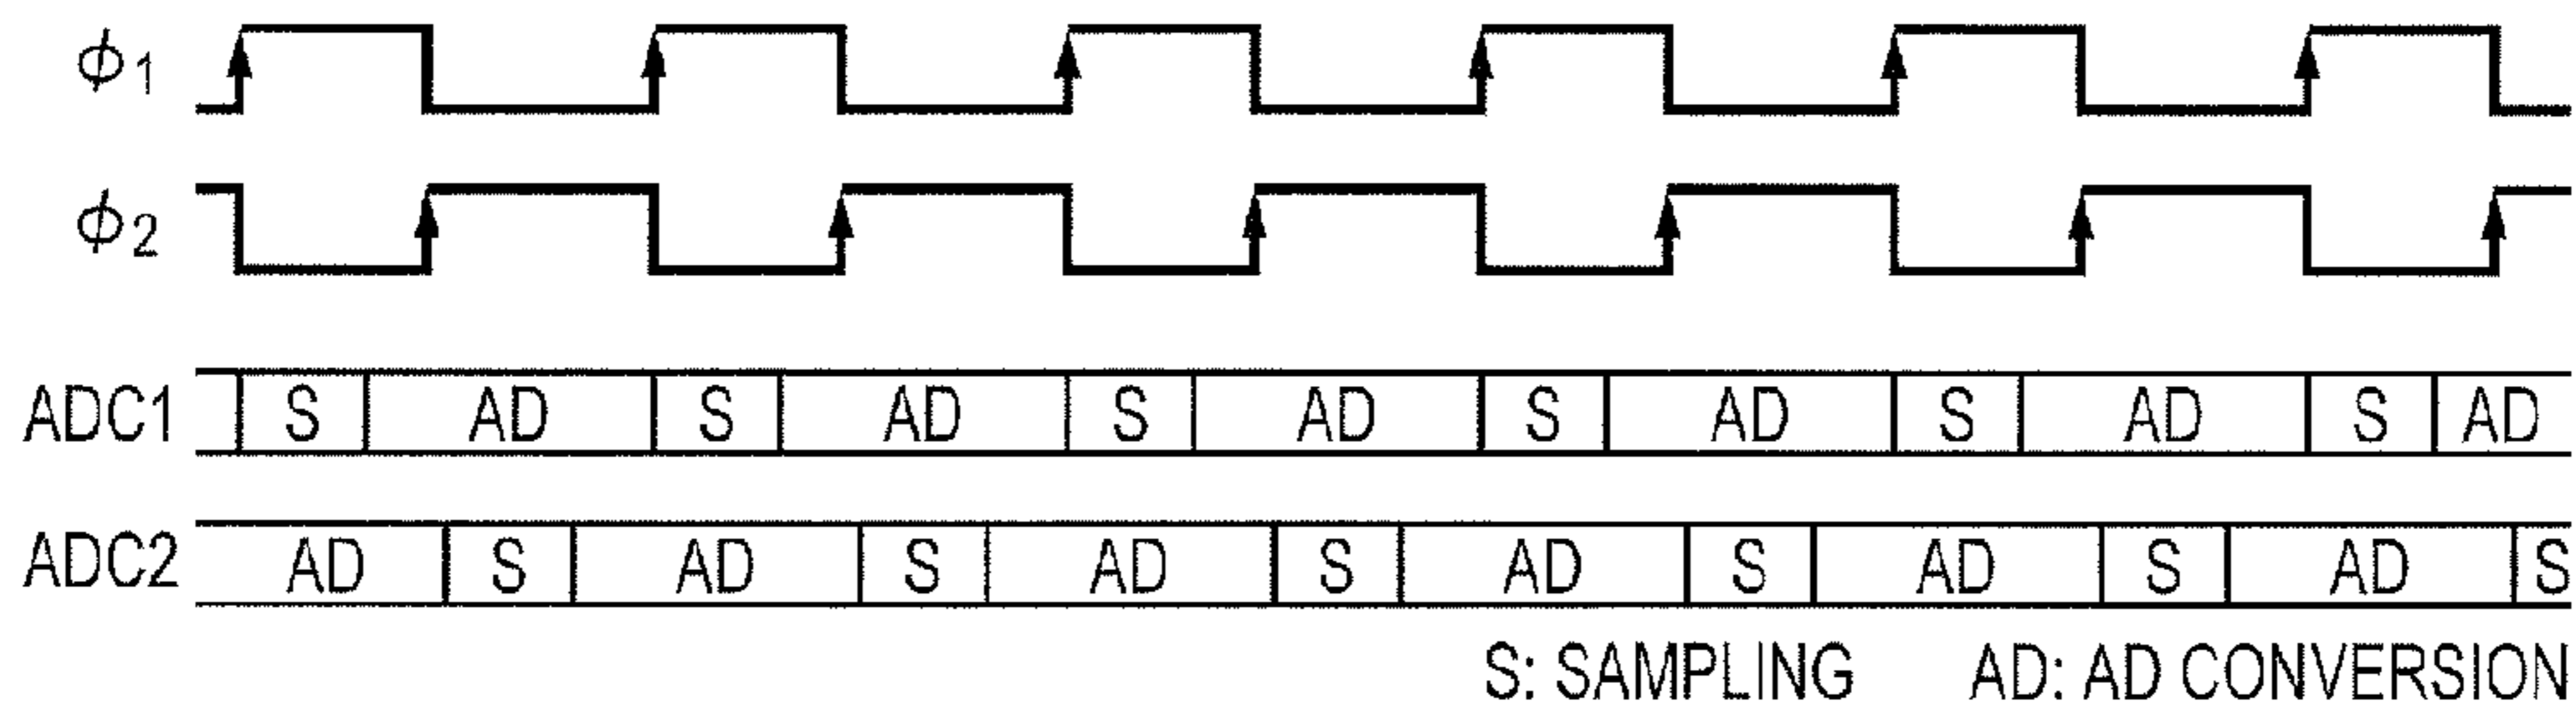 ϕ1
ϕ2
ADC1 S AD S AD S AD S AD S AD S AD
ADC2 AD S AD S AD S AD S AD S AD S
S: SAMPLING AD: AD CONVERSION